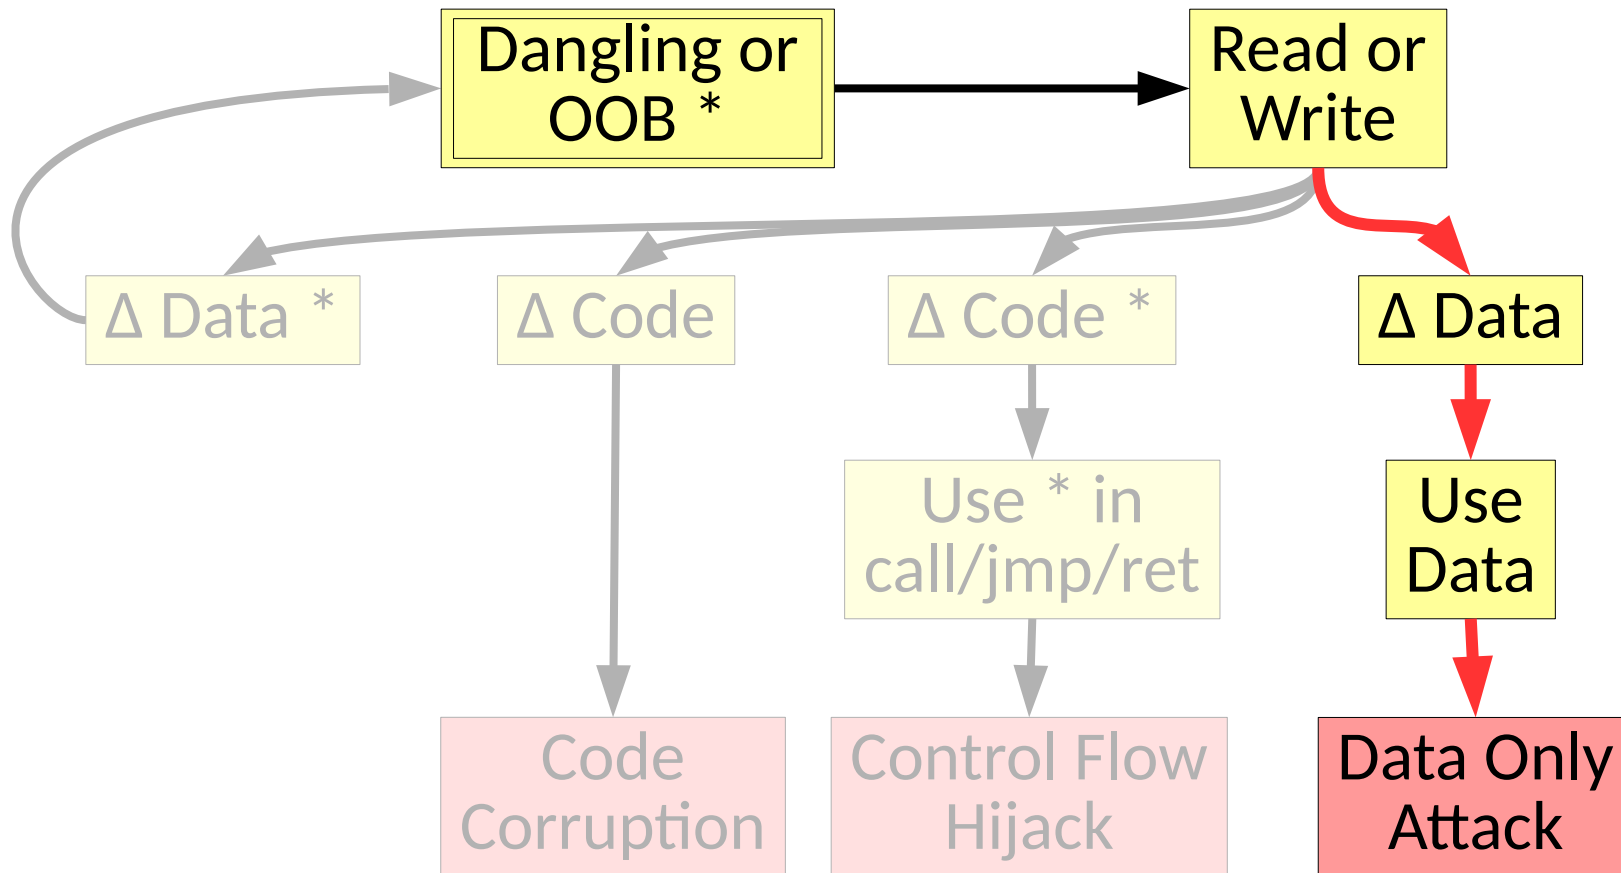 Dangling or
OOB *
Read or
Write
Δ Data *
Δ Code
Δ Code *
Δ Data
Use * in
call/jmp/ret
Use
Data
Code
Corruption
Control Flow
Hijack
Data Only
Attack